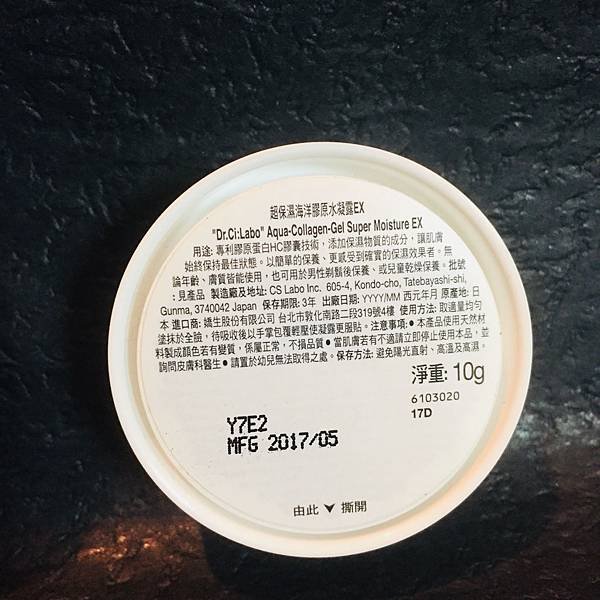 超保濕海洋膠原水凝露EX
"Dr.Ci:Labo" Aqua-Collagen-Gel Super Moisture EX
用途: 專利膠原蛋白HC膠囊技術，添加保濕物質的成分，讓肌膚
始終保持最佳狀態。以簡單的保養、更感受到確實的保濕效果者。無
論年齡、膚質皆能使用，也可用於男性剃鬚後保養、或兒童乾燥保養。批號
: 見產品 製造廠及地址: CS Labo Inc. 605-4, Kondo-cho, Tatebayashi-shi,
Gunma, 3740042 Japan 保存期限: 3年 出廠日期: YYYY/MM 西元年月 原產地: 日
本 進口商: 嬌生股份有限公司 台北市敦化南路二段319號4樓 使用方法: 取適量均勻
塗抹於全臉，待吸收後以手掌包覆輕壓使凝露更服貼。注意事項: ● 本產品使用天然材
料製成顏色若有變質，係屬正常，不損品質 ● 當肌膚若有不適請立即停止使用本品，並
詢問皮膚科醫生 ● 請置於幼兒無法取得之處。保存方法: 避免陽光直射、高溫及高濕。
淨重: 10g
6103020
17D
Y7E2
MFG 2017/05
由此 ▼ 撕開